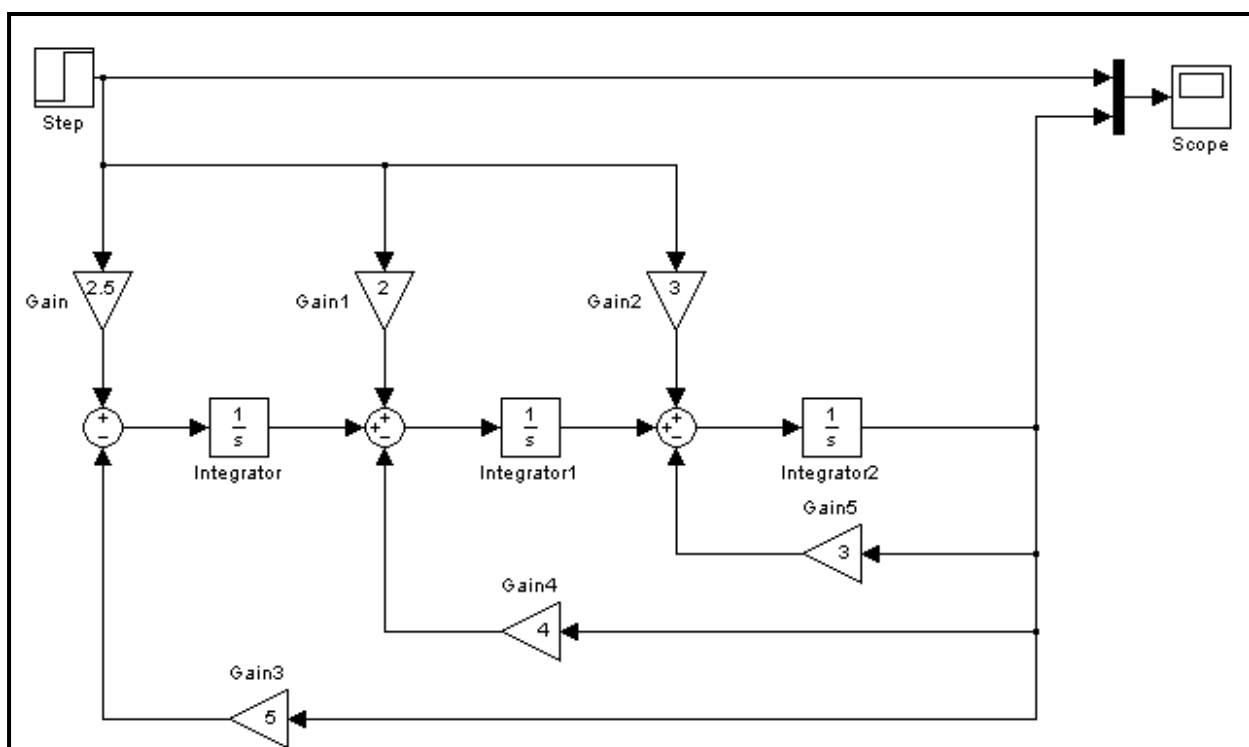 Step
Scope
2.5
Gain
2
Gain1
3
Gain2
+
−
1
s
Integrator
+
+
−
1
s
Integrator1
+
+
−
1
s
Integrator2
Gain5
3
Gain4
4
Gain3
5